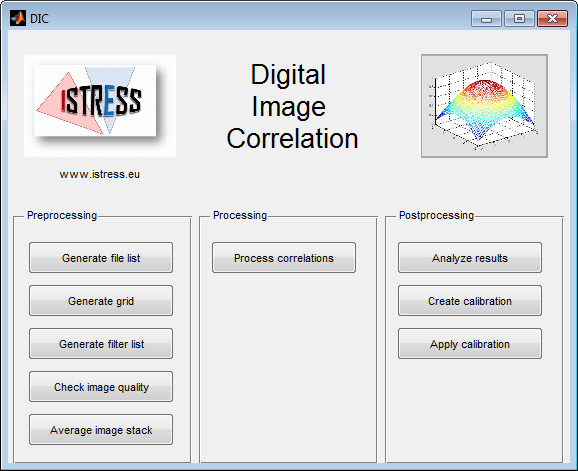 DIC
ISTRESS
www.istress.eu
Digital
Image
Correlation
Preprocessing
Generate file list
Generate grid
Generate filter list
Check image quality
Average image stack
Processing
Process correlations
Postprocessing
Analyze results
Create calibration
Apply calibration